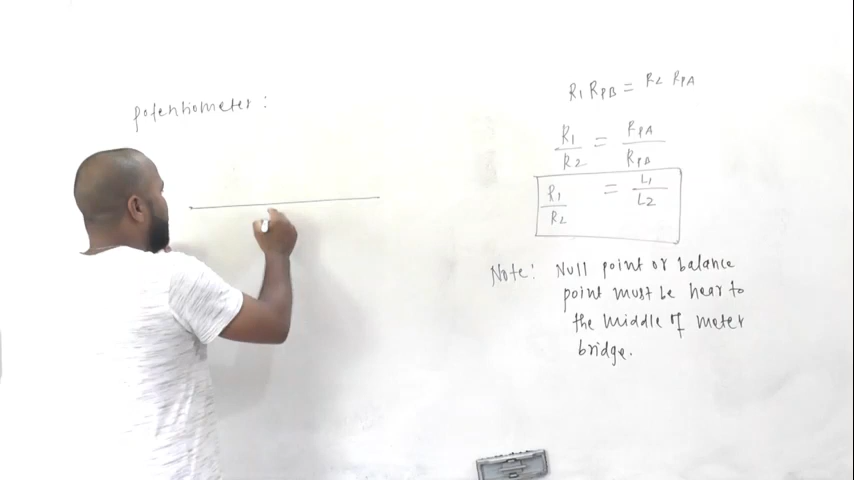 potentiometer :
R1 RPB = R2 RPA
R1/R2 = RPA/RPB
R1/R2 = L1/L2
Note: Null point or balance
point must be near to
the middle of meter
bridge.